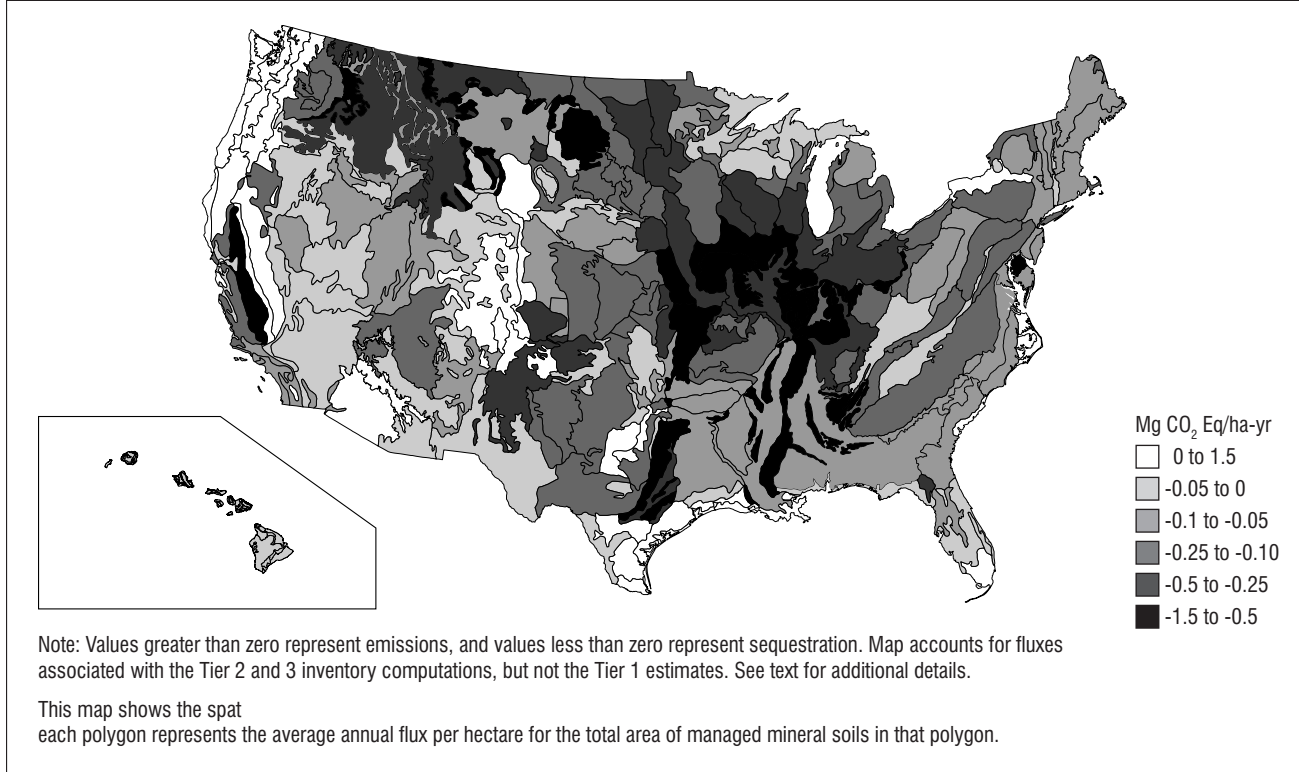 Mg CO₂ Eq/ha-yr
0 to 1.5
-0.05 to 0
-0.1 to -0.05
-0.25 to -0.10
-0.5 to -0.25
-1.5 to -0.5
Note: Values greater than zero represent emissions, and values less than zero represent sequestration. Map accounts for fluxes
associated with the Tier 2 and 3 inventory computations, but not the Tier 1 estimates. See text for additional details.
This map shows the spat
each polygon represents the average annual flux per hectare for the total area of managed mineral soils in that polygon.